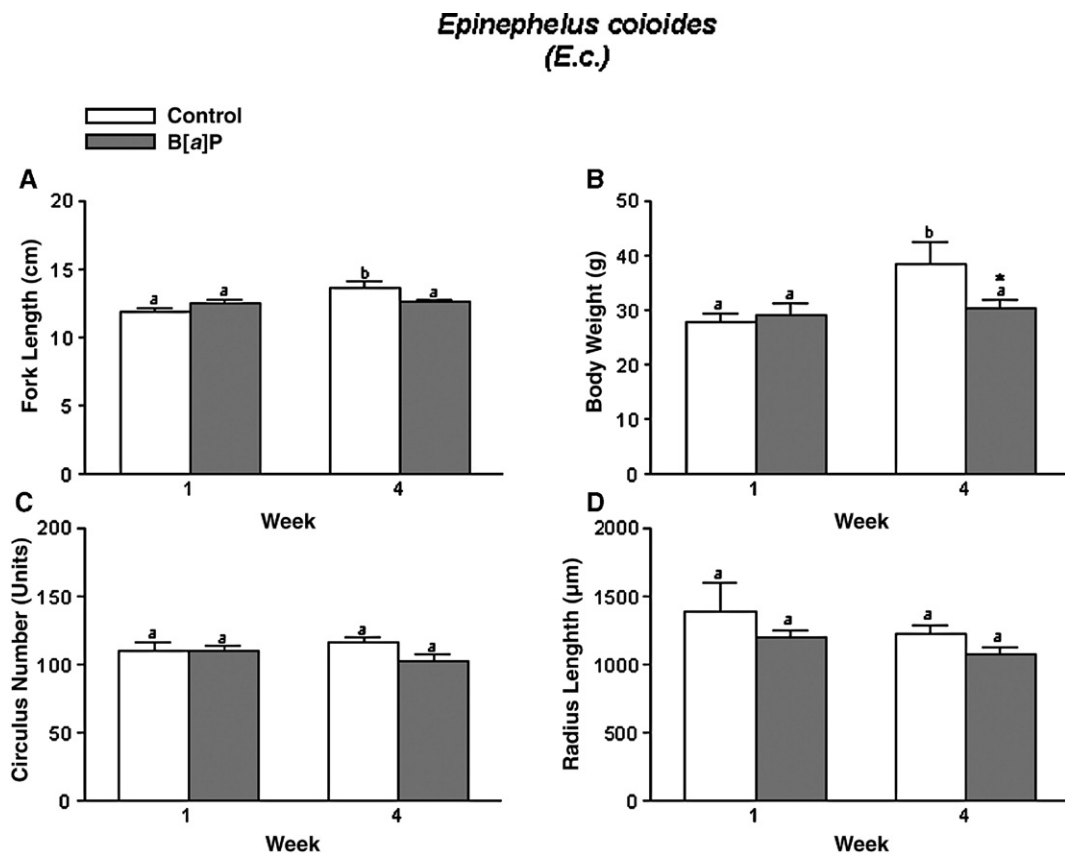 Epinephelus coioides
(E.c.)
Control
B[a]P
A
Fork Length (cm)
20
15
10
5
0
a
a
b
a
1
4
Week
B
Body Weight (g)
50
40
30
20
10
0
a
a
b
*
a
1
4
Week
C
Circulus Number (Units)
200
150
100
50
0
a
a
a
a
1
4
Week
D
Radius Lenghth (µm)
2000
1500
1000
500
0
a
a
a
a
1
4
Week